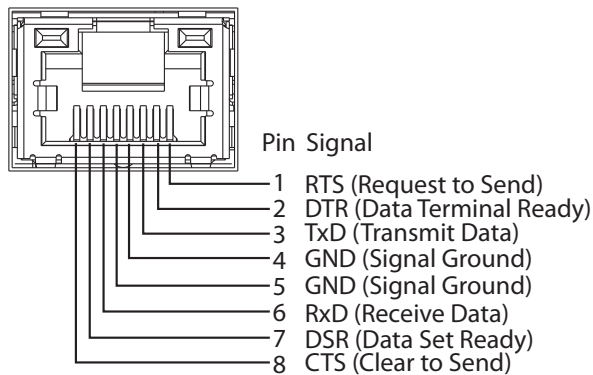 Pin Signal
1 RTS (Request to Send)
2 DTR (Data Terminal Ready)
3 TxD (Transmit Data)
4 GND (Signal Ground)
5 GND (Signal Ground)
6 RxD (Receive Data)
7 DSR (Data Set Ready)
8 CTS (Clear to Send)